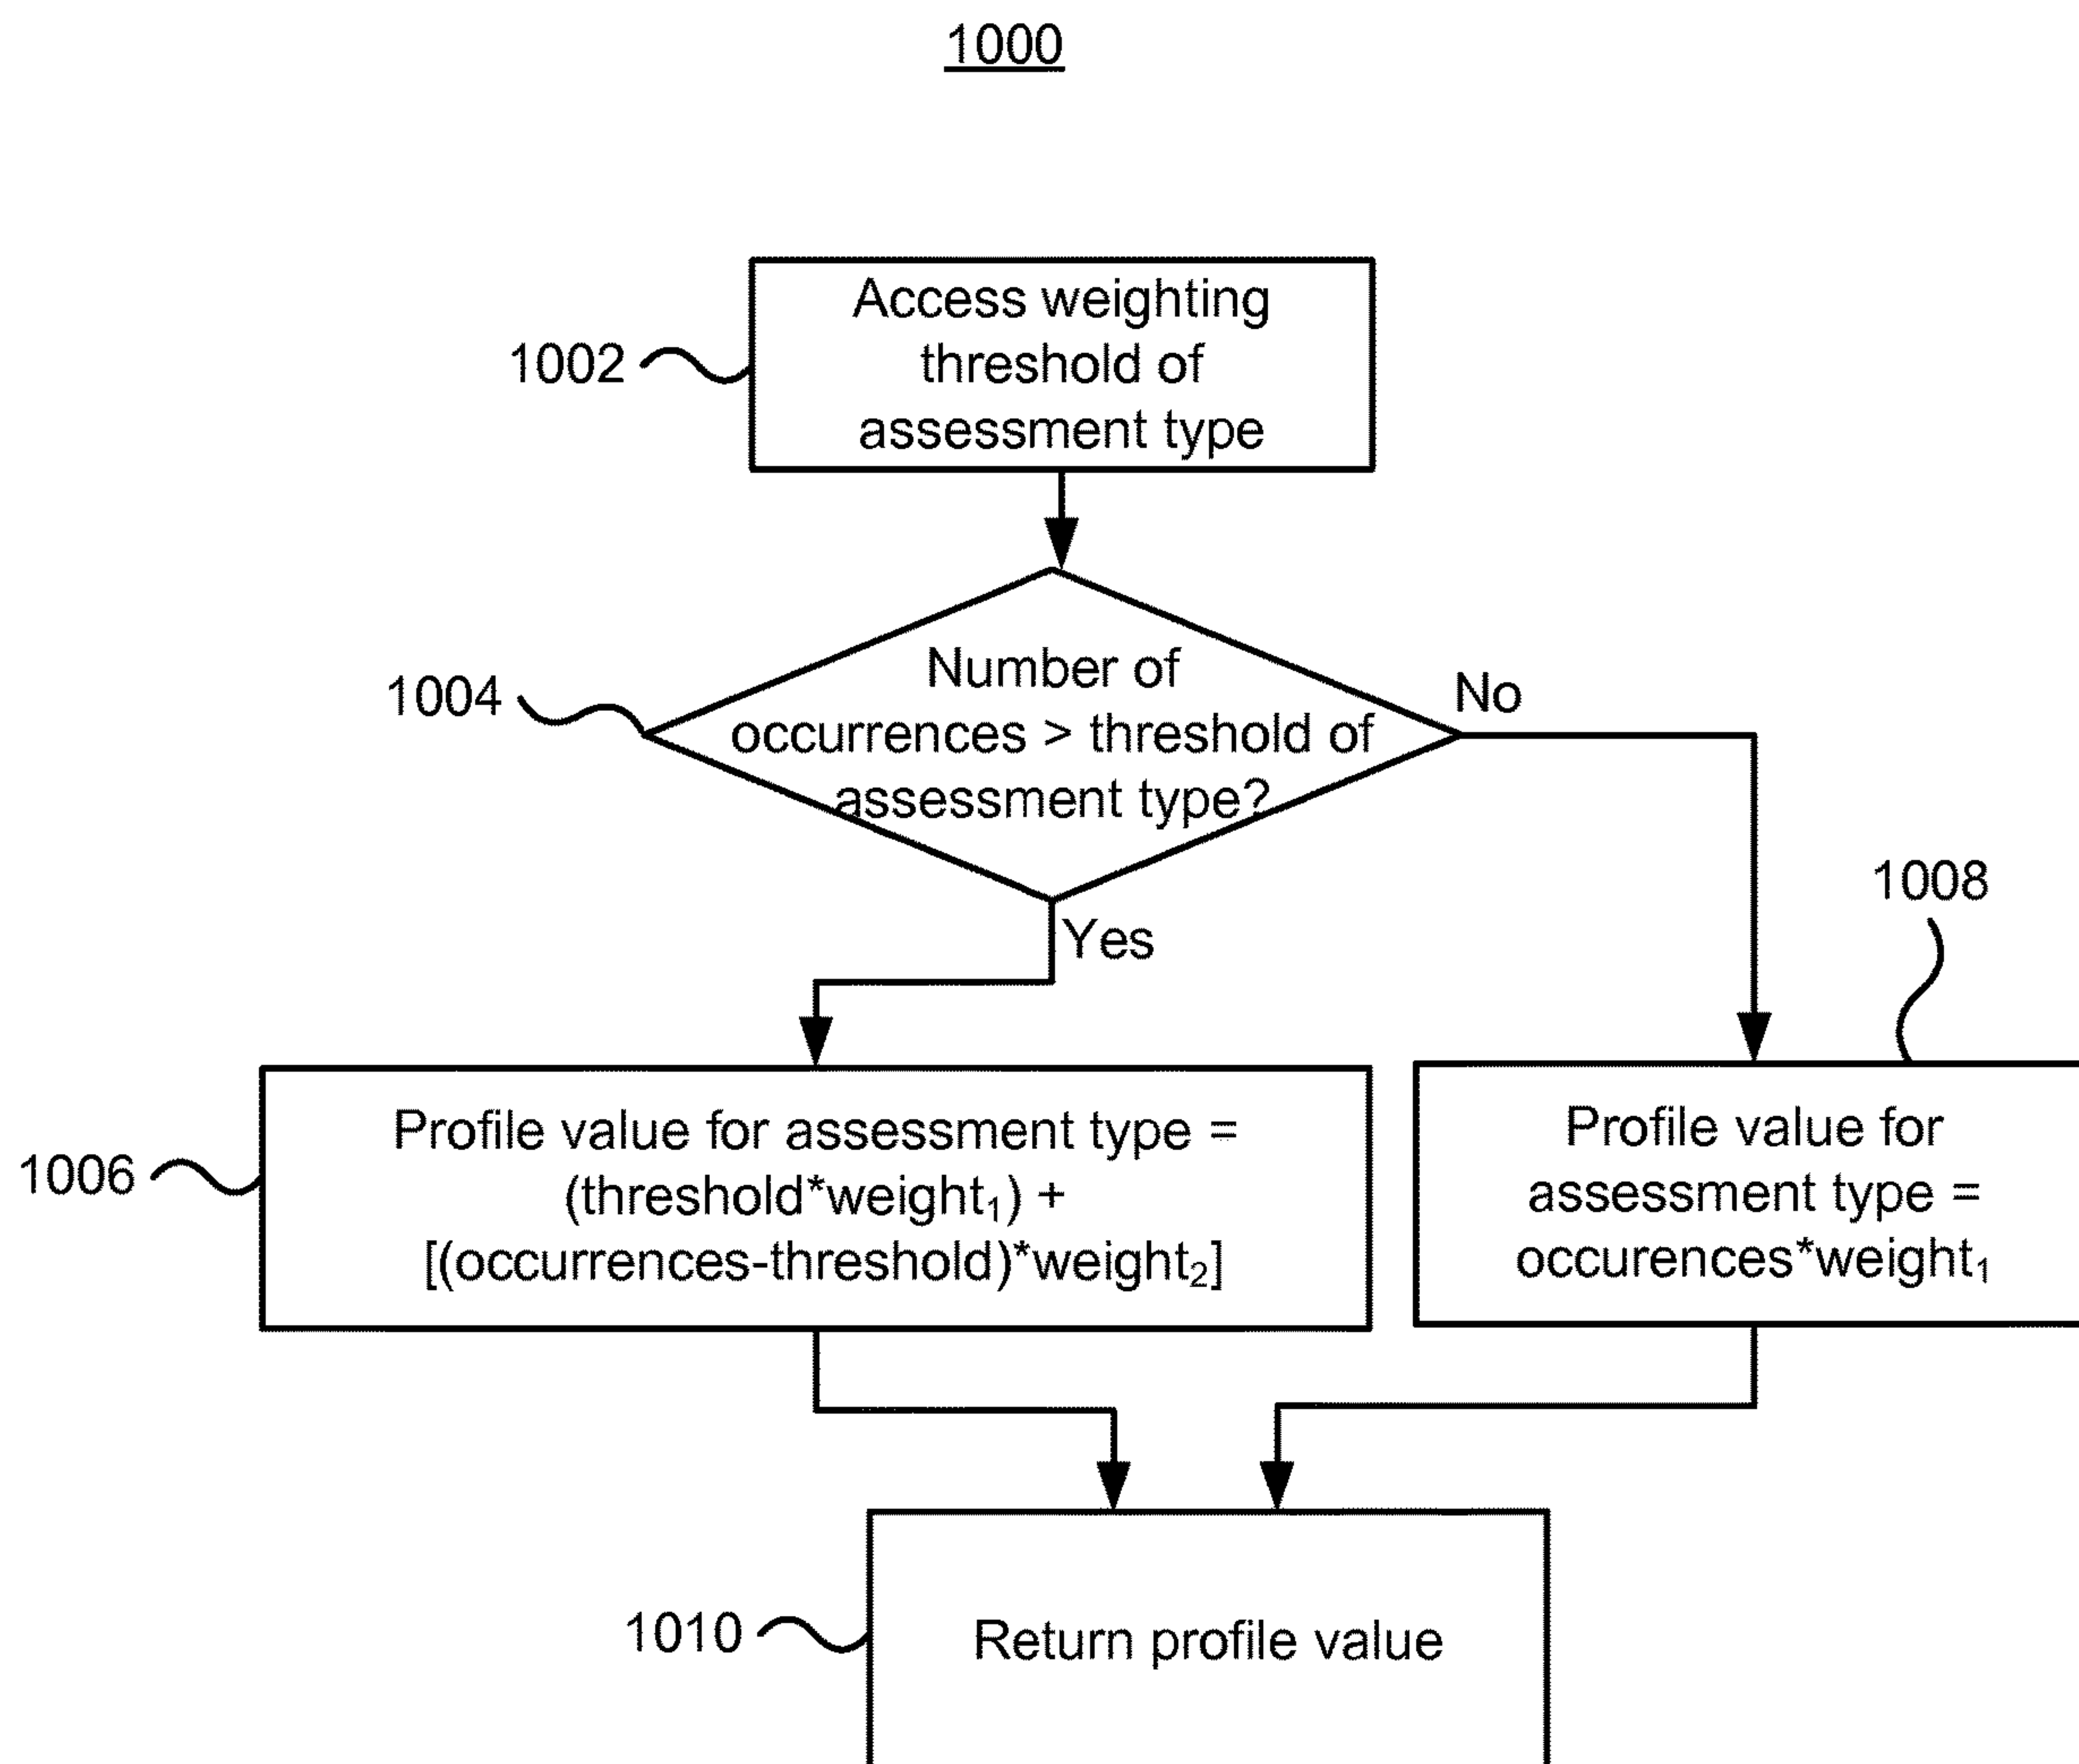 1000
Access weighting
threshold of
assessment type
1002
Number of
occurrences > threshold of
assessment type?
1004
No
Yes
1008
Profile value for assessment type =
(threshold*weight₁) +
[(occurrences-threshold)*weight₂]
1006
Profile value for
assessment type =
occurences*weight₁
1010
Return profile value